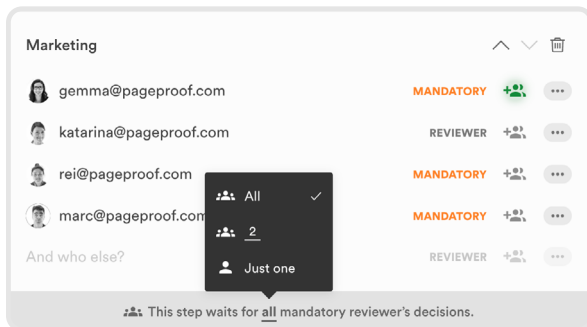 Marketing
gemma@pageproof.com MANDATORY
katarina@pageproof.com REVIEWER
rei@pageproof.com MANDATORY
marc@pageproof.com MANDATORY
And who else? REVIEWER
All
2
Just one
This step waits for all mandatory reviewer's decisions.